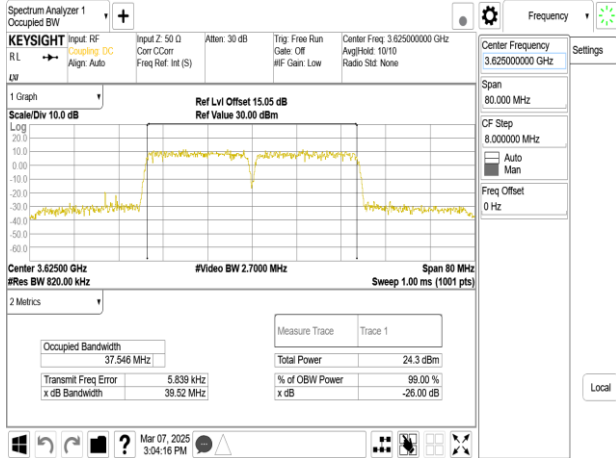 Spectrum Analyzer 1
Occupied BW
Frequency
KEYSIGHT
Input: RF
Coupling: DC
Align: Auto
RL
Input Z: 50 Ω
Corr CCorr
Freq Ref: Int (S)
Atten: 30 dB
Trig: Free Run
Gate: Off
#IF Gain: Low
Center Freq: 3.625000000 GHz
Avg|Hold: 10/10
Radio Std: None
Center Frequency
3.625000000 GHz
Settings
Span
80.000 MHz
CF Step
8.000000 MHz
Auto
Man
Freq Offset
0 Hz
Local
1 Graph
Scale/Div 10.0 dB
Ref Lvl Offset 15.05 dB
Ref Value 30.00 dBm
Log
20.0
10.0
0.00
-10.0
-20.0
-30.0
-40.0
-50.0
-60.0
Center 3.62500 GHz
#Res BW 820.00 kHz
#Video BW 2.7000 MHz
Span 80 MHz
Sweep 1.00 ms (1001 pts)
2 Metrics
Measure Trace Trace 1
Occupied Bandwidth
37.546 MHz
Total Power 24.3 dBm
Transmit Freq Error 5.839 kHz
% of OBW Power 99.00 %
x dB Bandwidth 39.52 MHz
x dB -26.00 dB
?
Mar 07, 2025
3:04:16 PM